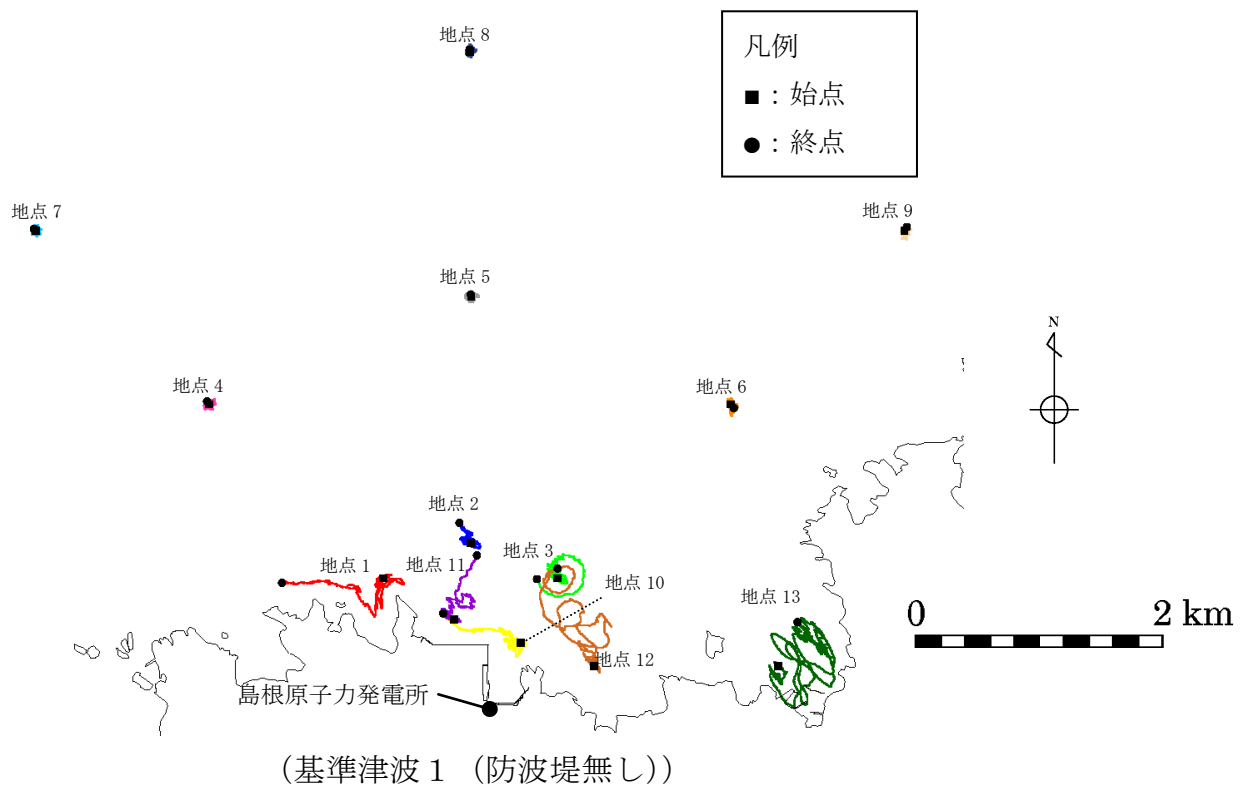 地点 8
凡例
■：始点
●：終点
地点 7
地点 9
地点 5
N
地点 4
地点 6
地点 2
地点 1
地点 11
地点 3
地点 10
地点 13
0
2 km
地点 12
島根原子力発電所
（基準津波１（防波堤無し））